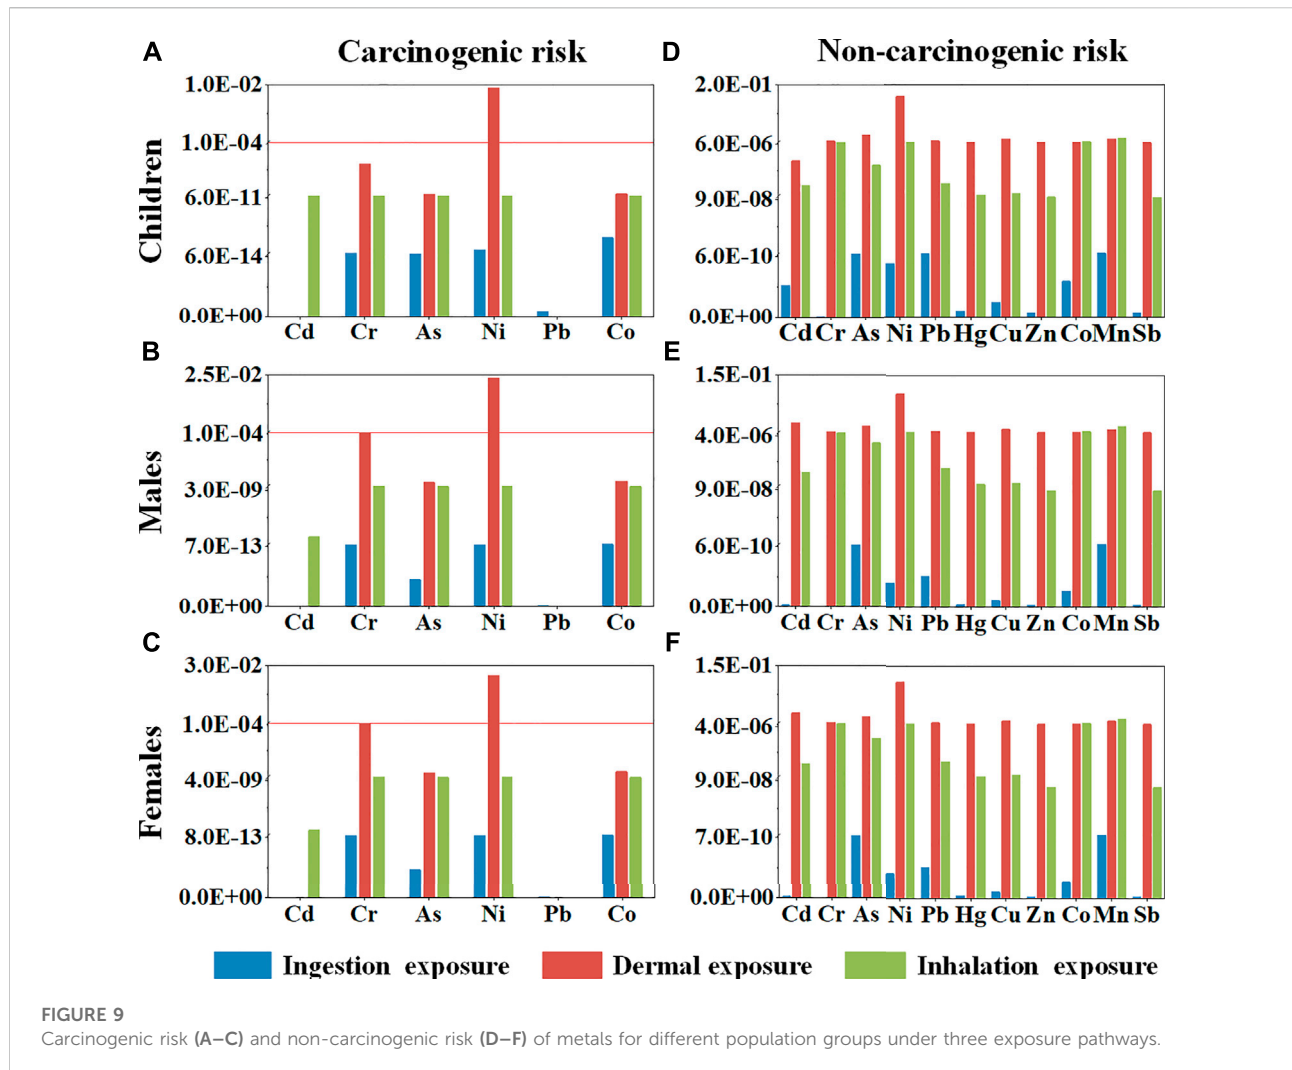 A
Carcinogenic risk
D
Non-carcinogenic risk
Children
1.0E-02
1.0E-04
6.0E-11
6.0E-14
0.0E+00
Cd Cr As Ni Pb Co
2.0E-01
6.0E-06
9.0E-08
6.0E-10
0.0E+00
Cd Cr As Ni Pb Hg Cu Zn Co Mn Sb
B
Males
2.5E-02
1.0E-04
3.0E-09
7.0E-13
0.0E+00
Cd Cr As Ni Pb Co
E
1.5E-01
4.0E-06
9.0E-08
6.0E-10
0.0E+00
Cd Cr As Ni Pb Hg Cu Zn Co Mn Sb
C
Females
3.0E-02
1.0E-04
4.0E-09
8.0E-13
0.0E+00
Cd Cr As Ni Pb Co
F
1.5E-01
4.0E-06
9.0E-08
7.0E-10
0.0E+00
Cd Cr As Ni Pb Hg Cu Zn Co Mn Sb
Ingestion exposure Dermal exposure Inhalation exposure
FIGURE 9
Carcinogenic risk (A–C) and non-carcinogenic risk (D–F) of metals for different population groups under three exposure pathways.